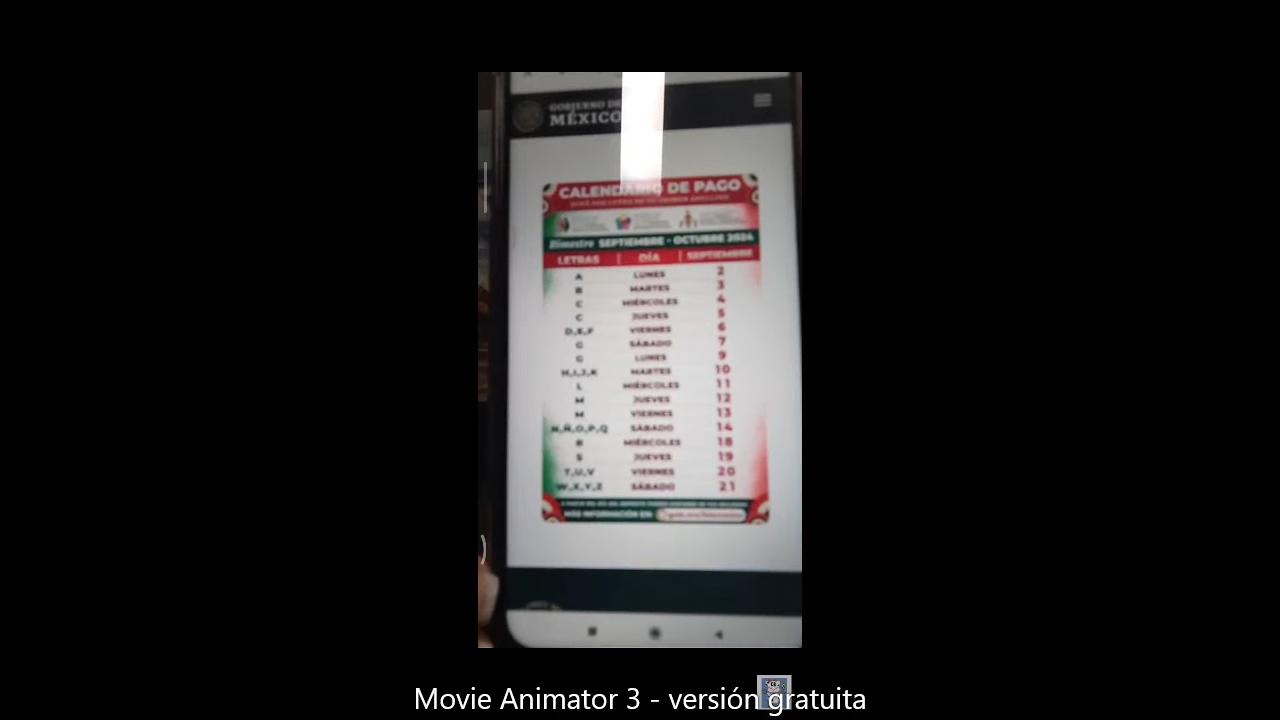 GOBIERNO DE
MÉXICO
CALENDARIO DE PAGO
Bimestre SEPTIEMBRE - OCTUBRE 2024
LETRAS | DÍA | SEPTIEMBRE
A LUNES 2
B MARTES 3
C MIÉRCOLES 4
C JUEVES 5
D,E,F VIERNES 6
G SÁBADO 7
G LUNES 9
H,I,J,K MARTES 10
L MIÉRCOLES 11
M JUEVES 12
M VIERNES 13
N,Ñ,O,P,Q SÁBADO 14
R MIÉRCOLES 18
S JUEVES 19
T,U,V VIERNES 20
W,X,Y,Z SÁBADO 21
MÁS INFORMACIÓN EN:
Movie Animator 3 - versión gratuita